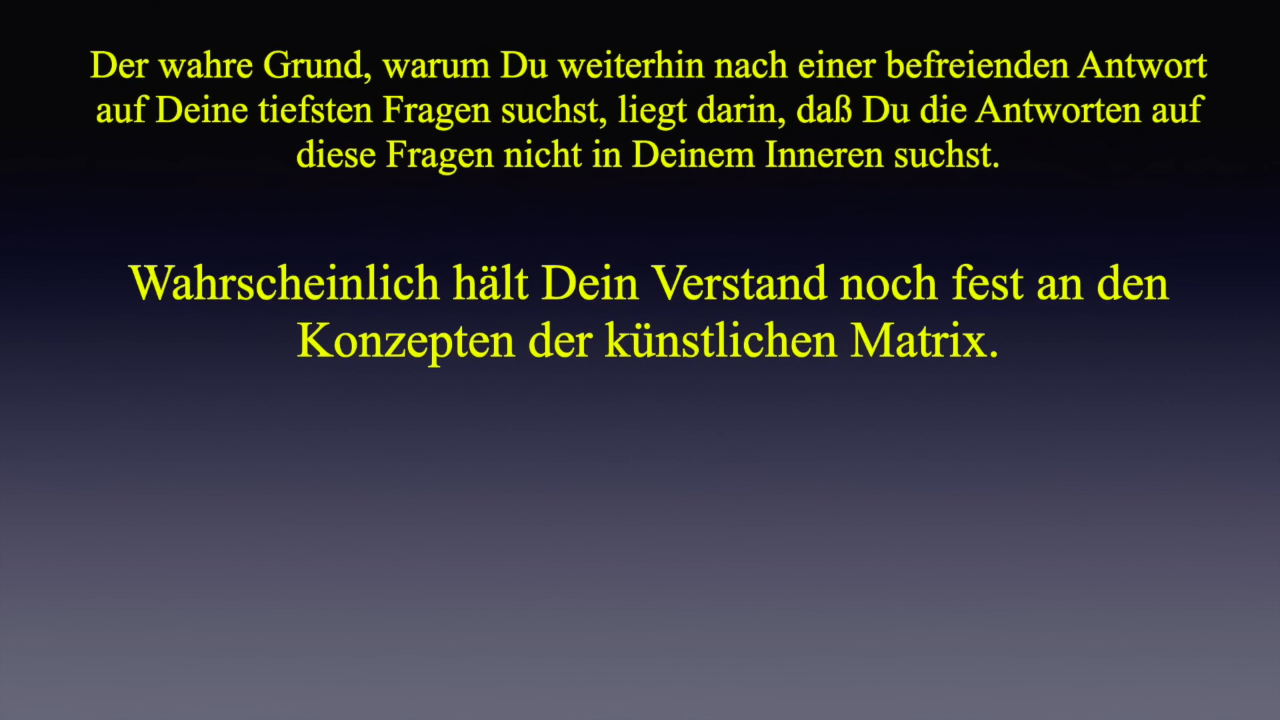 Der wahre Grund, warum Du weiterhin nach einer befreienden Antwort
auf Deine tiefsten Fragen suchst, liegt darin, daß Du die Antworten auf
diese Fragen nicht in Deinem Inneren suchst.
Wahrscheinlich hält Dein Verstand noch fest an den
Konzepten der künstlichen Matrix.